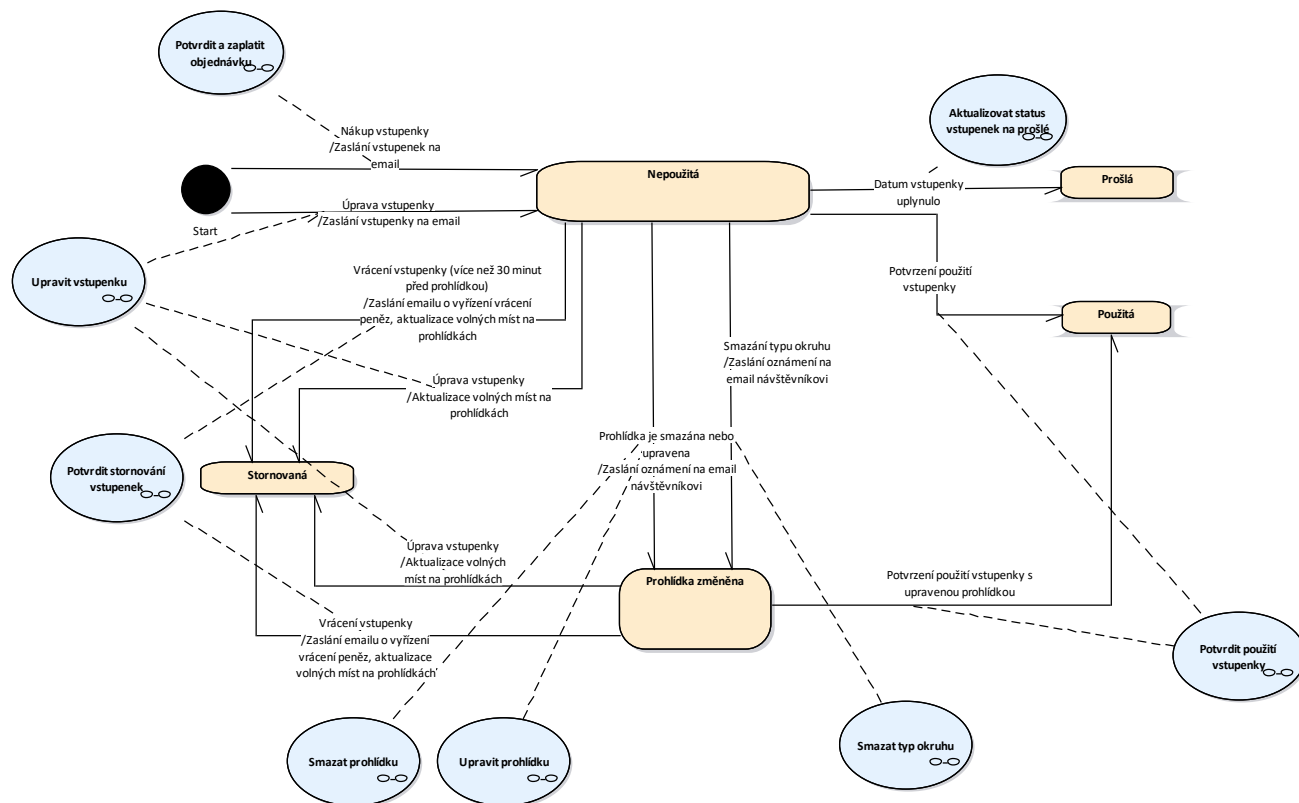 Potvrdit a zaplatit
objednávku
Aktualizovat status
vstupenek na prošlé
Nákup vstupenky
/Zaslání vstupenek na
email
Nepoužitá
Prošlá
Datum vstupenky
uplynulo
Úprava vstupenky
/Zaslání vstupenky na email
Start
Upravit vstupenku
Vrácení vstupenky (více než 30 minut
před prohlídkou)
/Zaslání emailu o vyřízení vrácení
peněz, aktualizace volných míst na
prohlídkách
Potvrzení použití
vstupenky
Použitá
Smazání typu okruhu
/Zaslání oznámení na
email návštěvníkovi
Úprava vstupenky
/Aktualizace volných míst na
prohlídkách
Prohlídka je smazána nebo
upravena
/Zaslání oznámení na email
návštěvníkovi
Potvrdit stornování
vstupenek
Stornovaná
Úprava vstupenky
/Aktualizace volných
míst na prohlídkách
Prohlídka změněna
Potvrzení použití vstupenky s
upravenou prohlídkou
Vrácení vstupenky
/Zaslání emailu o vyřízení
vrácení peněz, aktualizace
volných míst na prohlídkách
Potvrdit použití
vstupenky
Smazat prohlídku
Upravit prohlídku
Smazat typ okruhu